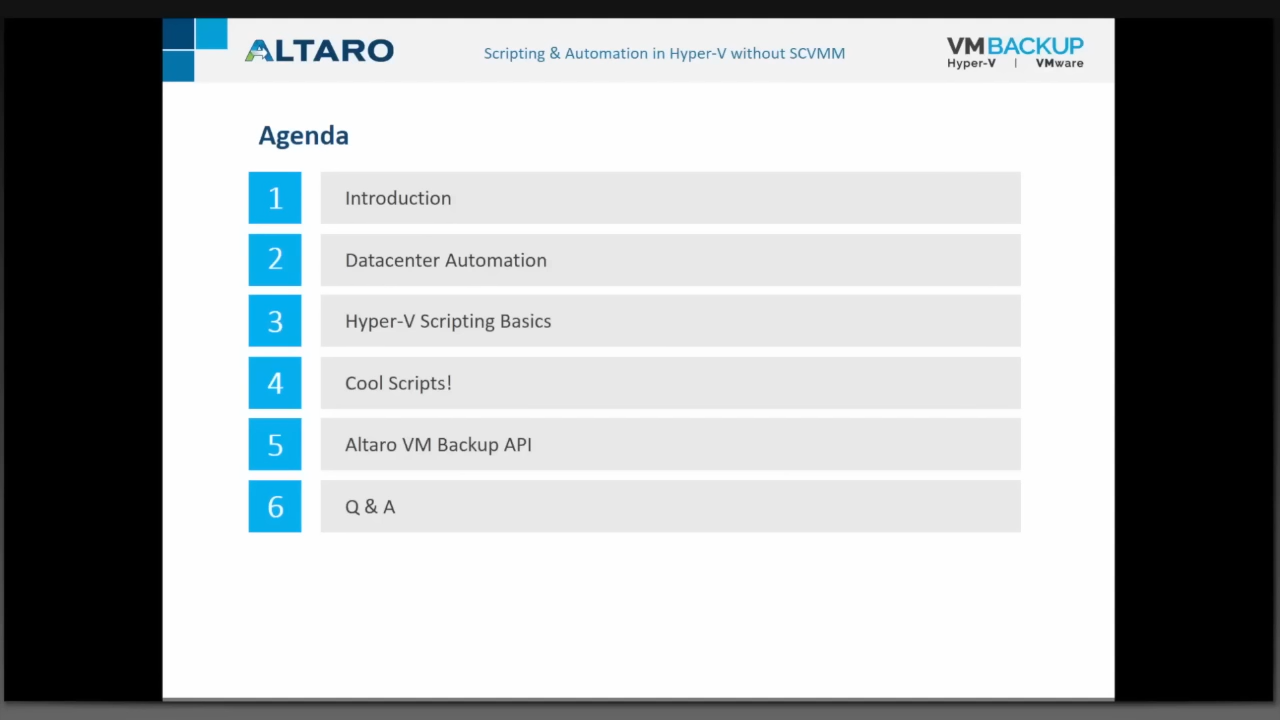 ALTARO
Scripting & Automation in Hyper-V without SCVMM
VMBACKUP
Hyper-V | VMware
Agenda
1 Introduction
2 Datacenter Automation
3 Hyper-V Scripting Basics
4 Cool Scripts!
5 Altaro VM Backup API
6 Q & A